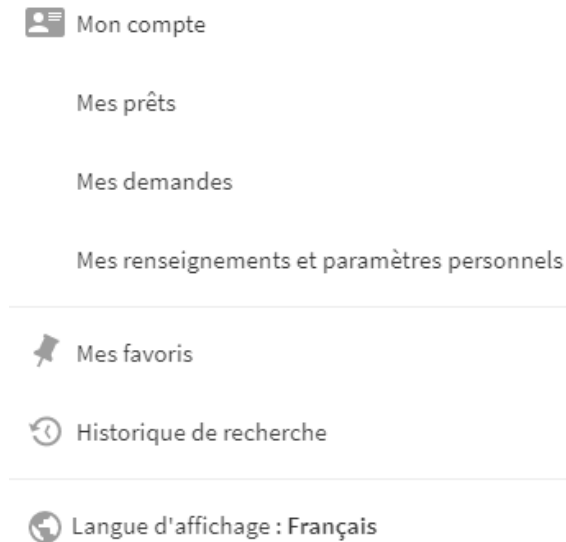 Mon compte
Mes prêts
Mes demandes
Mes renseignements et paramètres personnels
Mes favoris
Historique de recherche
Langue d'affichage : Français